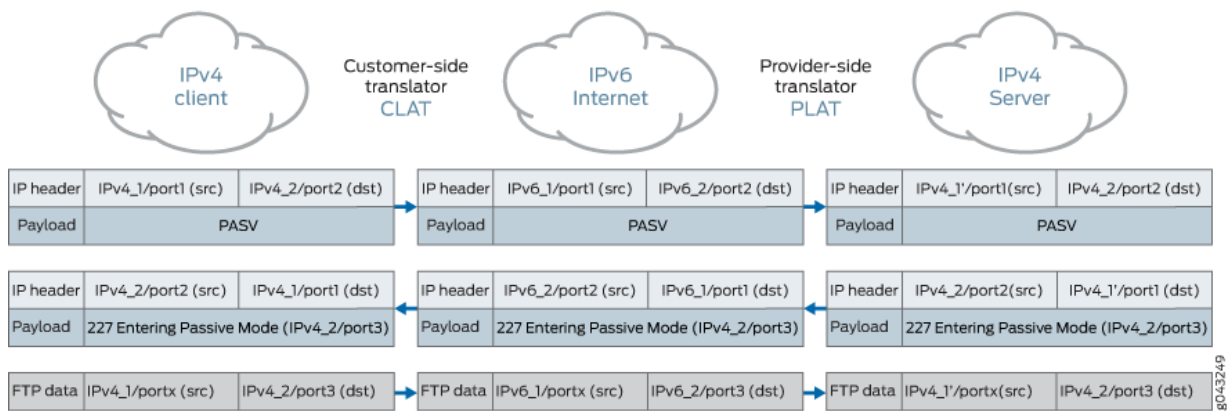 IPv4
client
Customer-side
translator
CLAT
IPv6
Internet
Provider-side
translator
PLAT
IPv4
Server
IP header IPv4_1/port1 (src) IPv4_2/port2 (dst) IP header IPv6_1/port1 (src) IPv6_2/port2 (dst) IP header IPv4_1'/port1(src) IPv4_2/port2 (dst)
Payload PASV Payload PASV Payload PASV
IP header IPv4_2/port2 (src) IPv4_1/port1 (dst) IP header IPv6_2/port2 (src) IPv6_1/port1 (dst) IP header IPv4_2/port2(src) IPv4_1'/port1 (dst)
Payload 227 Entering Passive Mode (IPv4_2/port3) Payload 227 Entering Passive Mode (IPv4_2/port3) Payload 227 Entering Passive Mode (IPv4_2/port3)
FTP data IPv4_1/portx (src) IPv4_2/port3 (dst) FTP data IPv6_1/portx (src) IPv6_2/port3 (dst) FTP data IPv4_1'/portx(src) IPv4_2/port3 (dst)
g043249